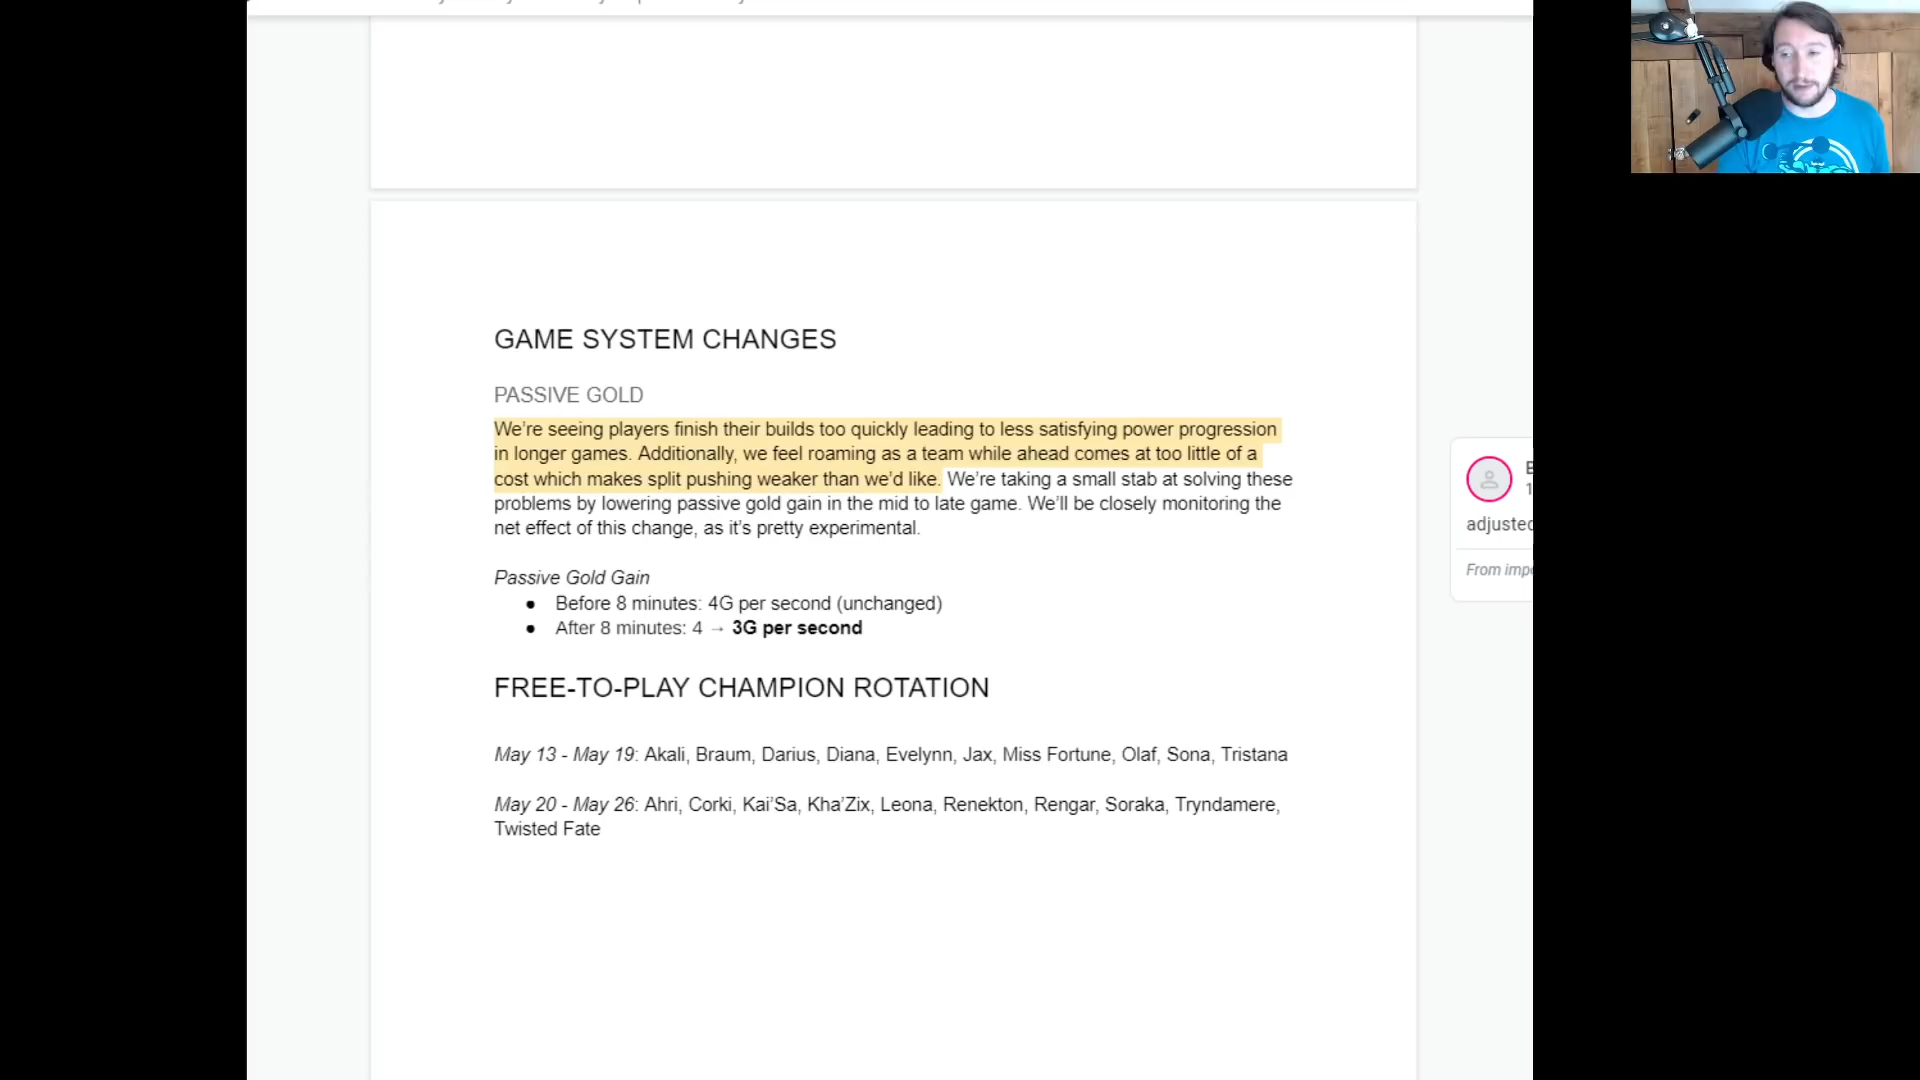 GAME SYSTEM CHANGES
PASSIVE GOLD
We're seeing players finish their builds too quickly leading to less satisfying power progression
in longer games. Additionally, we feel roaming as a team while ahead comes at too little of a
cost which makes split pushing weaker than we'd like. We're taking a small stab at solving these
problems by lowering passive gold gain in the mid to late game. We'll be closely monitoring the
net effect of this change, as it's pretty experimental.
Passive Gold Gain
● Before 8 minutes: 4G per second (unchanged)
● After 8 minutes: 4 → 3G per second
FREE-TO-PLAY CHAMPION ROTATION
May 13 - May 19: Akali, Braum, Darius, Diana, Evelynn, Jax, Miss Fortune, Olaf, Sona, Tristana
May 20 - May 26: Ahri, Corki, Kai'Sa, Kha'Zix, Leona, Renekton, Rengar, Soraka, Tryndamere,
Twisted Fate
adjusted
From